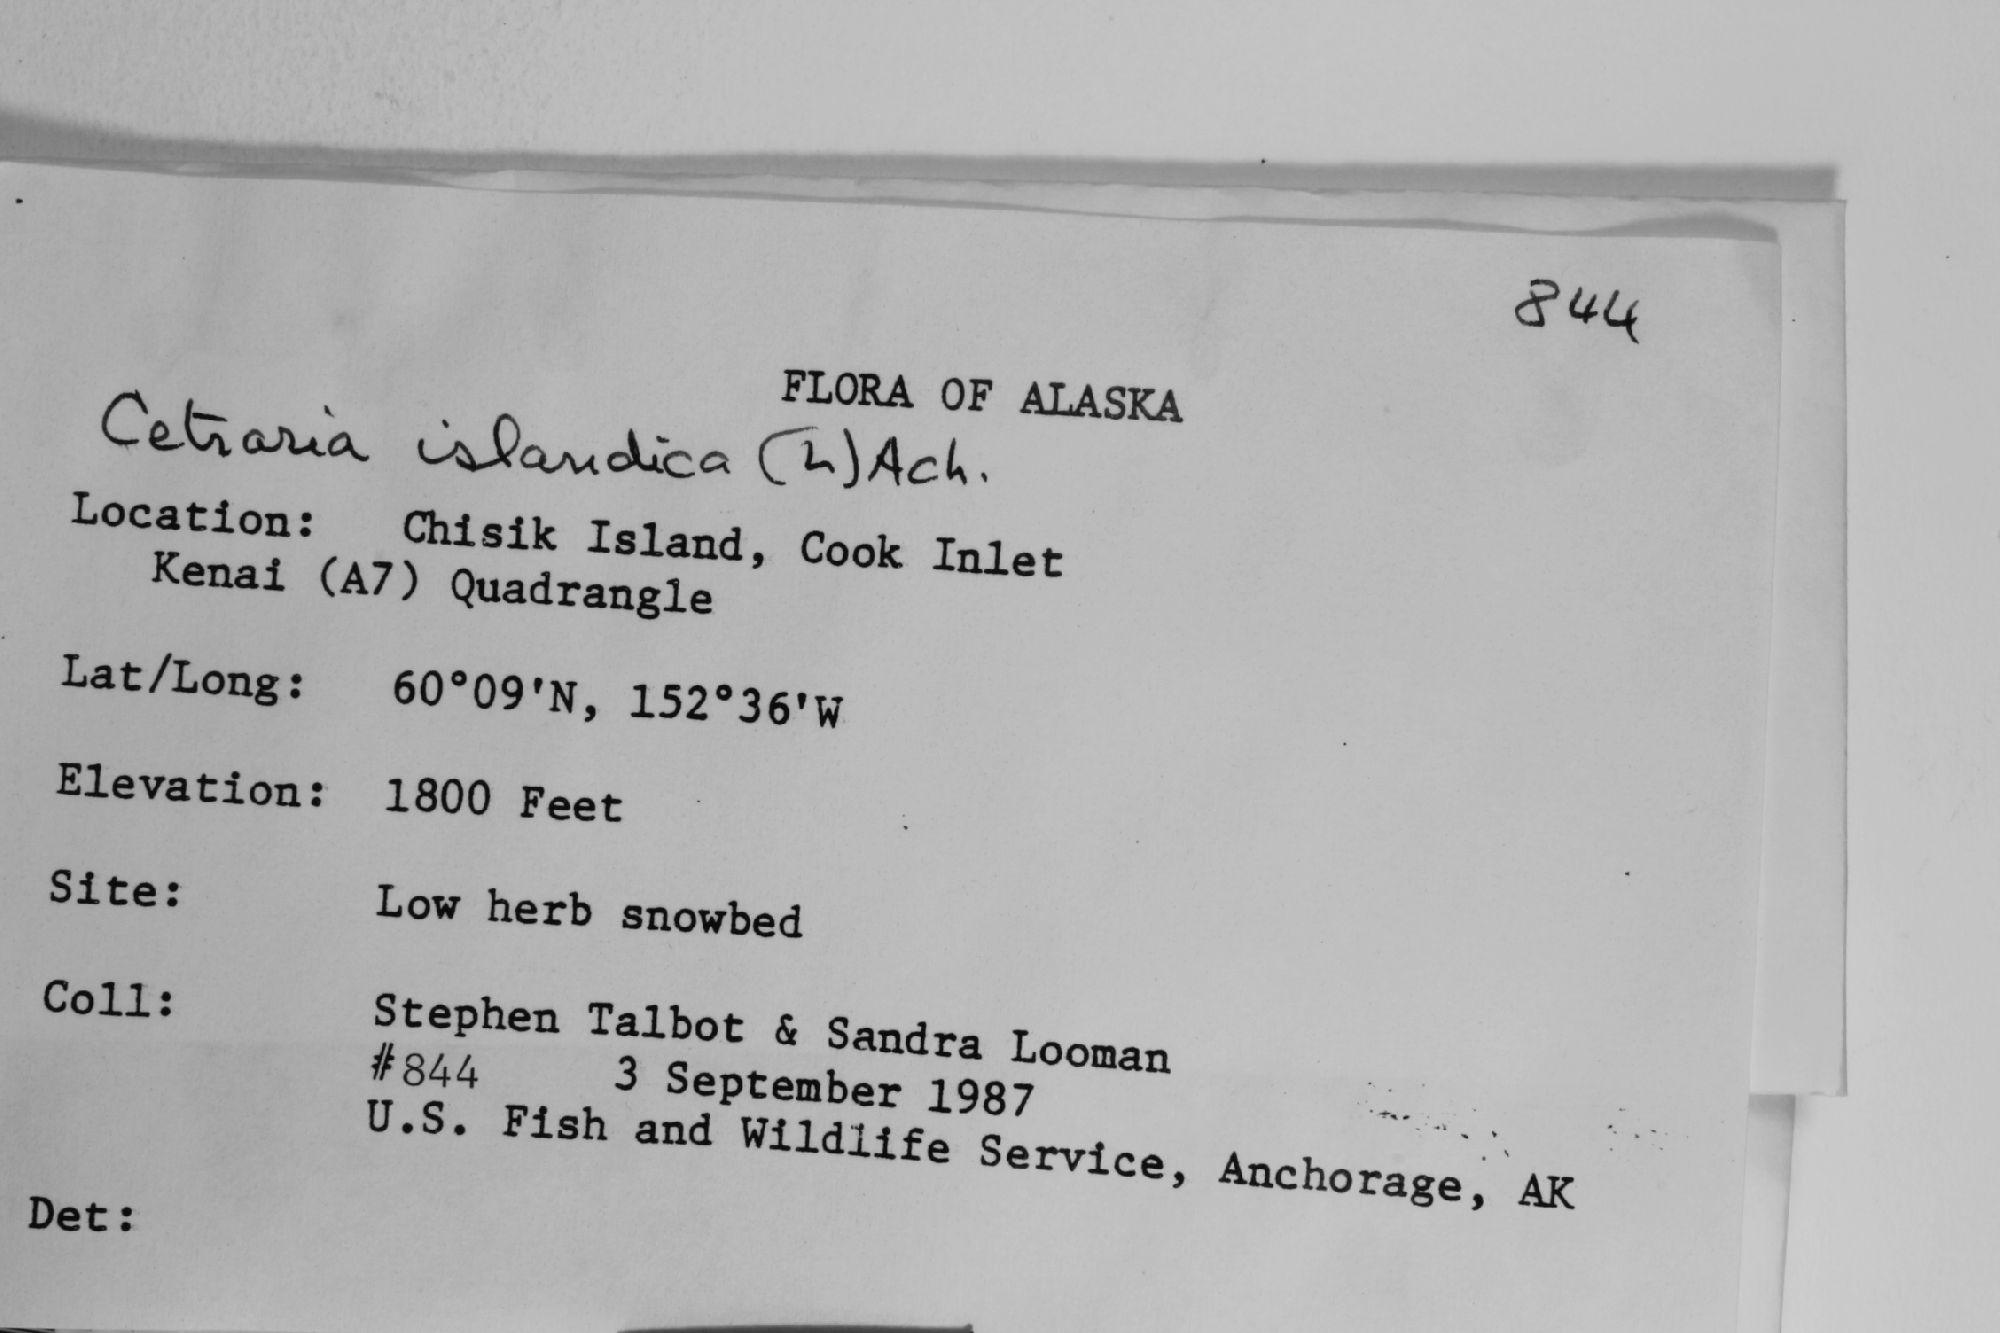 844
FLORA OF ALASKA
Cetraria islandica (L) Ach.
Location: Chisik Island, Cook Inlet
Kenai (A7) Quadrangle
Lat/Long: 60°09'N, 152°36'W
Elevation: 1800 Feet
Site: Low herb snowbed
Coll: Stephen Talbot & Sandra Looman
#844 3 September 1987
U.S. Fish and Wildlife Service, Anchorage, AK
Det: